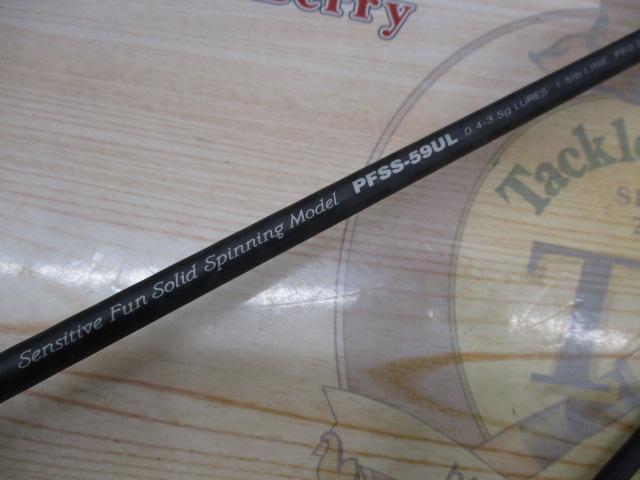 Berry
Sensitive Fun Solid Spinning Model PFSS-59UL 0.4-3.5g LURES 1-5lb LINE
Tackle
T